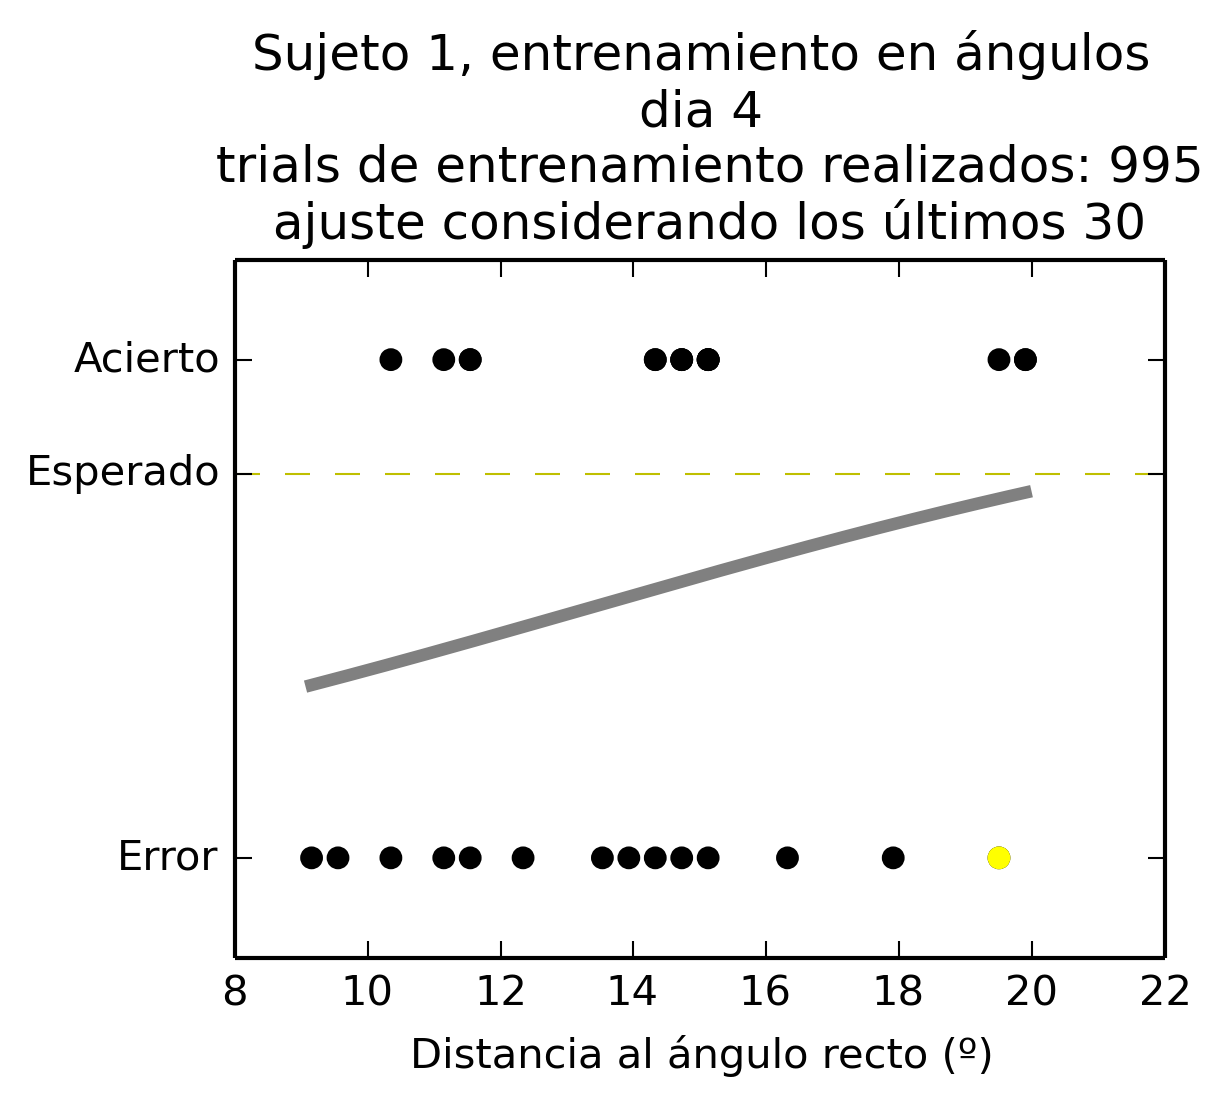 Sujeto 1, entrenamiento en ángulos
dia 4
trials de entrenamiento realizados: 995
ajuste considerando los últimos 30
Acierto
Esperado
Error
8 10 12 14 16 18 20 22
Distancia al ángulo recto (º)